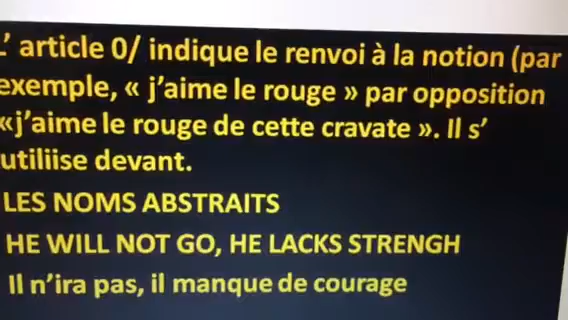 L' article 0/ indique le renvoi à la notion (par
exemple, « j'aime le rouge » par opposition
«j'aime le rouge de cette cravate ». Il s'
utiliise devant.
LES NOMS ABSTRAITS
HE WILL NOT GO, HE LACKS STRENGH
Il n'ira pas, il manque de courage